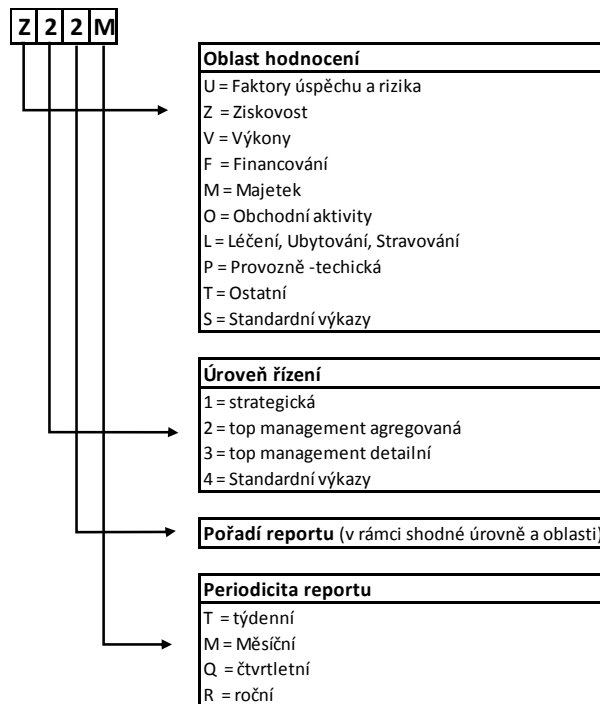 Z 2 2 M
Oblast hodnocení
U = Faktory úspěchu a rizika
Z = Ziskovost
V = Výkony
F = Financování
M = Majetek
O = Obchodní aktivity
L = Léčení, Ubytování, Stravování
P = Provozně -techická
T = Ostatní
S = Standardní výkazy
Úroveň řízení
1 = strategická
2 = top management agregovaná
3 = top management detailní
4 = Standardní výkazy
Pořadí reportu (v rámci shodné úrovně a oblasti)
Periodicita reportu
T = týdenní
M = Měsíční
Q = čtvrtletní
R = roční